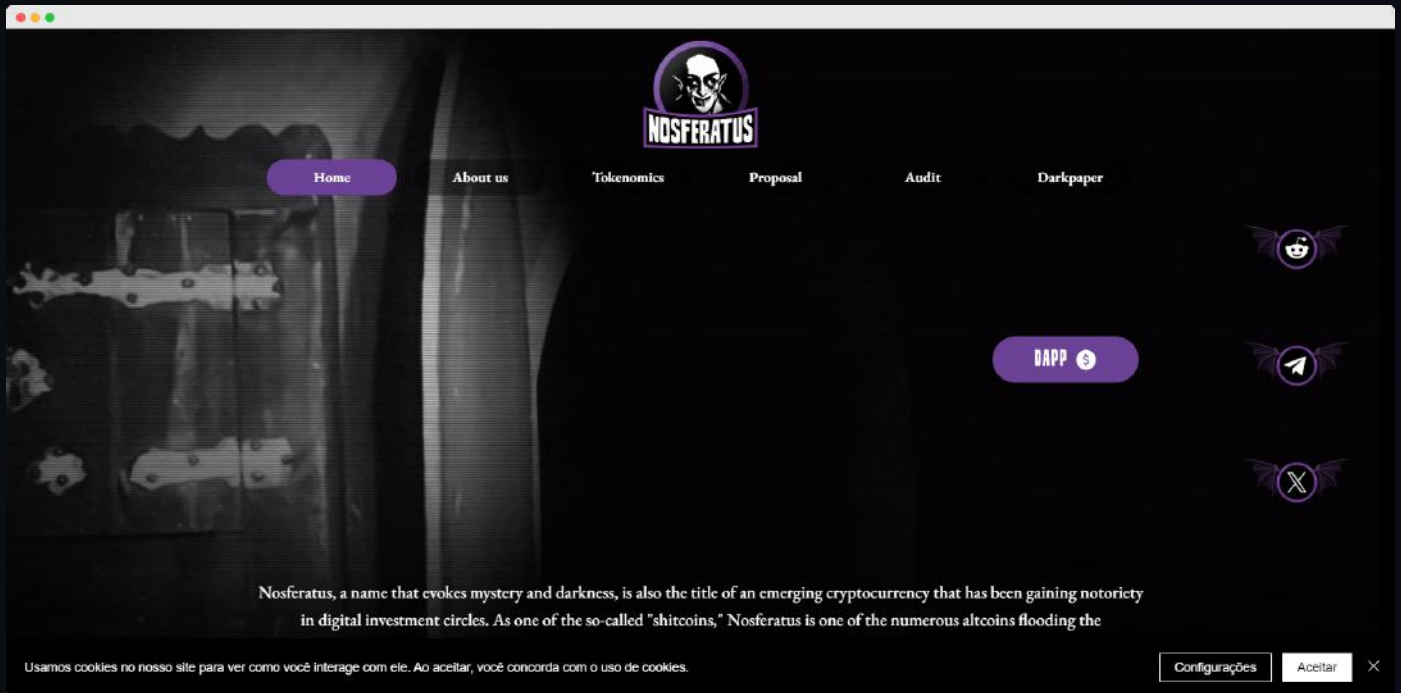 NOSFERATUS
Home About us Tokenomics Proposal Audit Darkpaper
DAPP $
Nosferatus, a name that evokes mystery and darkness, is also the title of an emerging cryptocurrency that has been gaining notoriety
in digital investment circles. As one of the so-called "shitcoins," Nosferatus is one of the numerous altcoins flooding the
Usamos cookies no nosso site para ver como você interage com ele. Ao aceitar, você concorda com o uso de cookies.
Configurações Aceitar